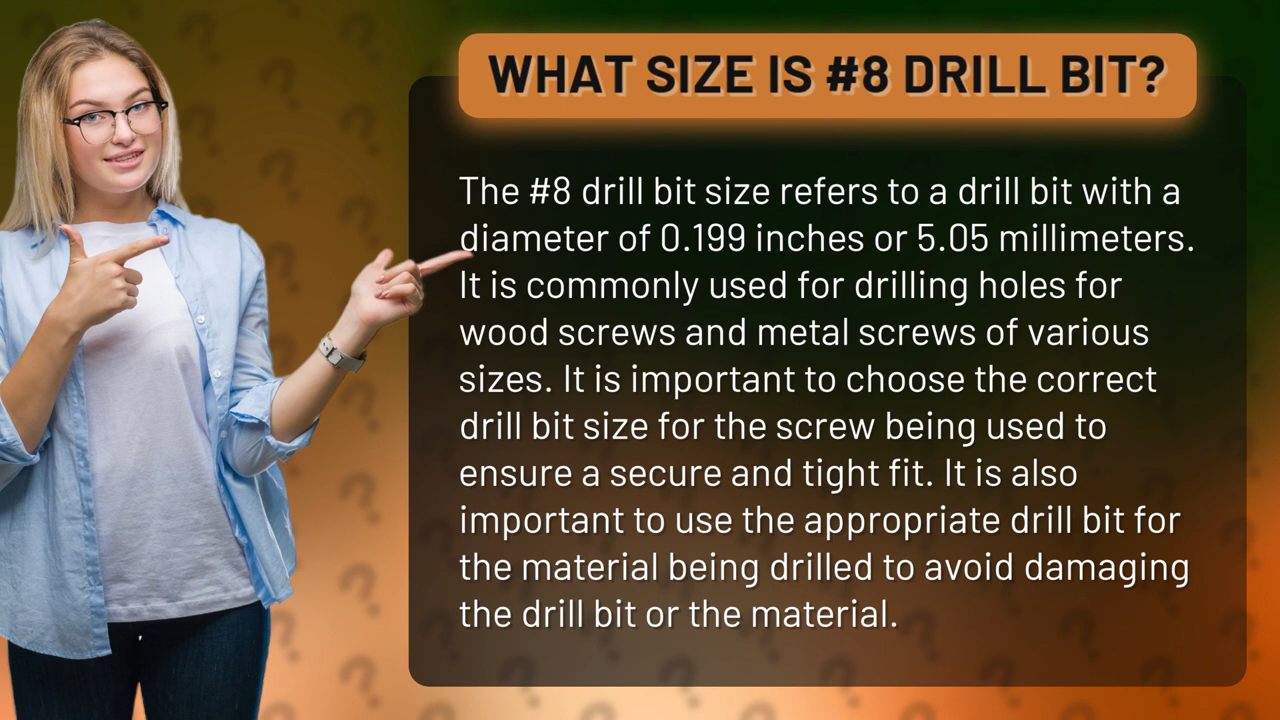 WHAT SIZE IS #8 DRILL BIT?
The #8 drill bit size refers to a drill bit with a
diameter of 0.199 inches or 5.05 millimeters.
It is commonly used for drilling holes for
wood screws and metal screws of various
sizes. It is important to choose the correct
drill bit size for the screw being used to
ensure a secure and tight fit. It is also
important to use the appropriate drill bit for
the material being drilled to avoid damaging
the drill bit or the material.